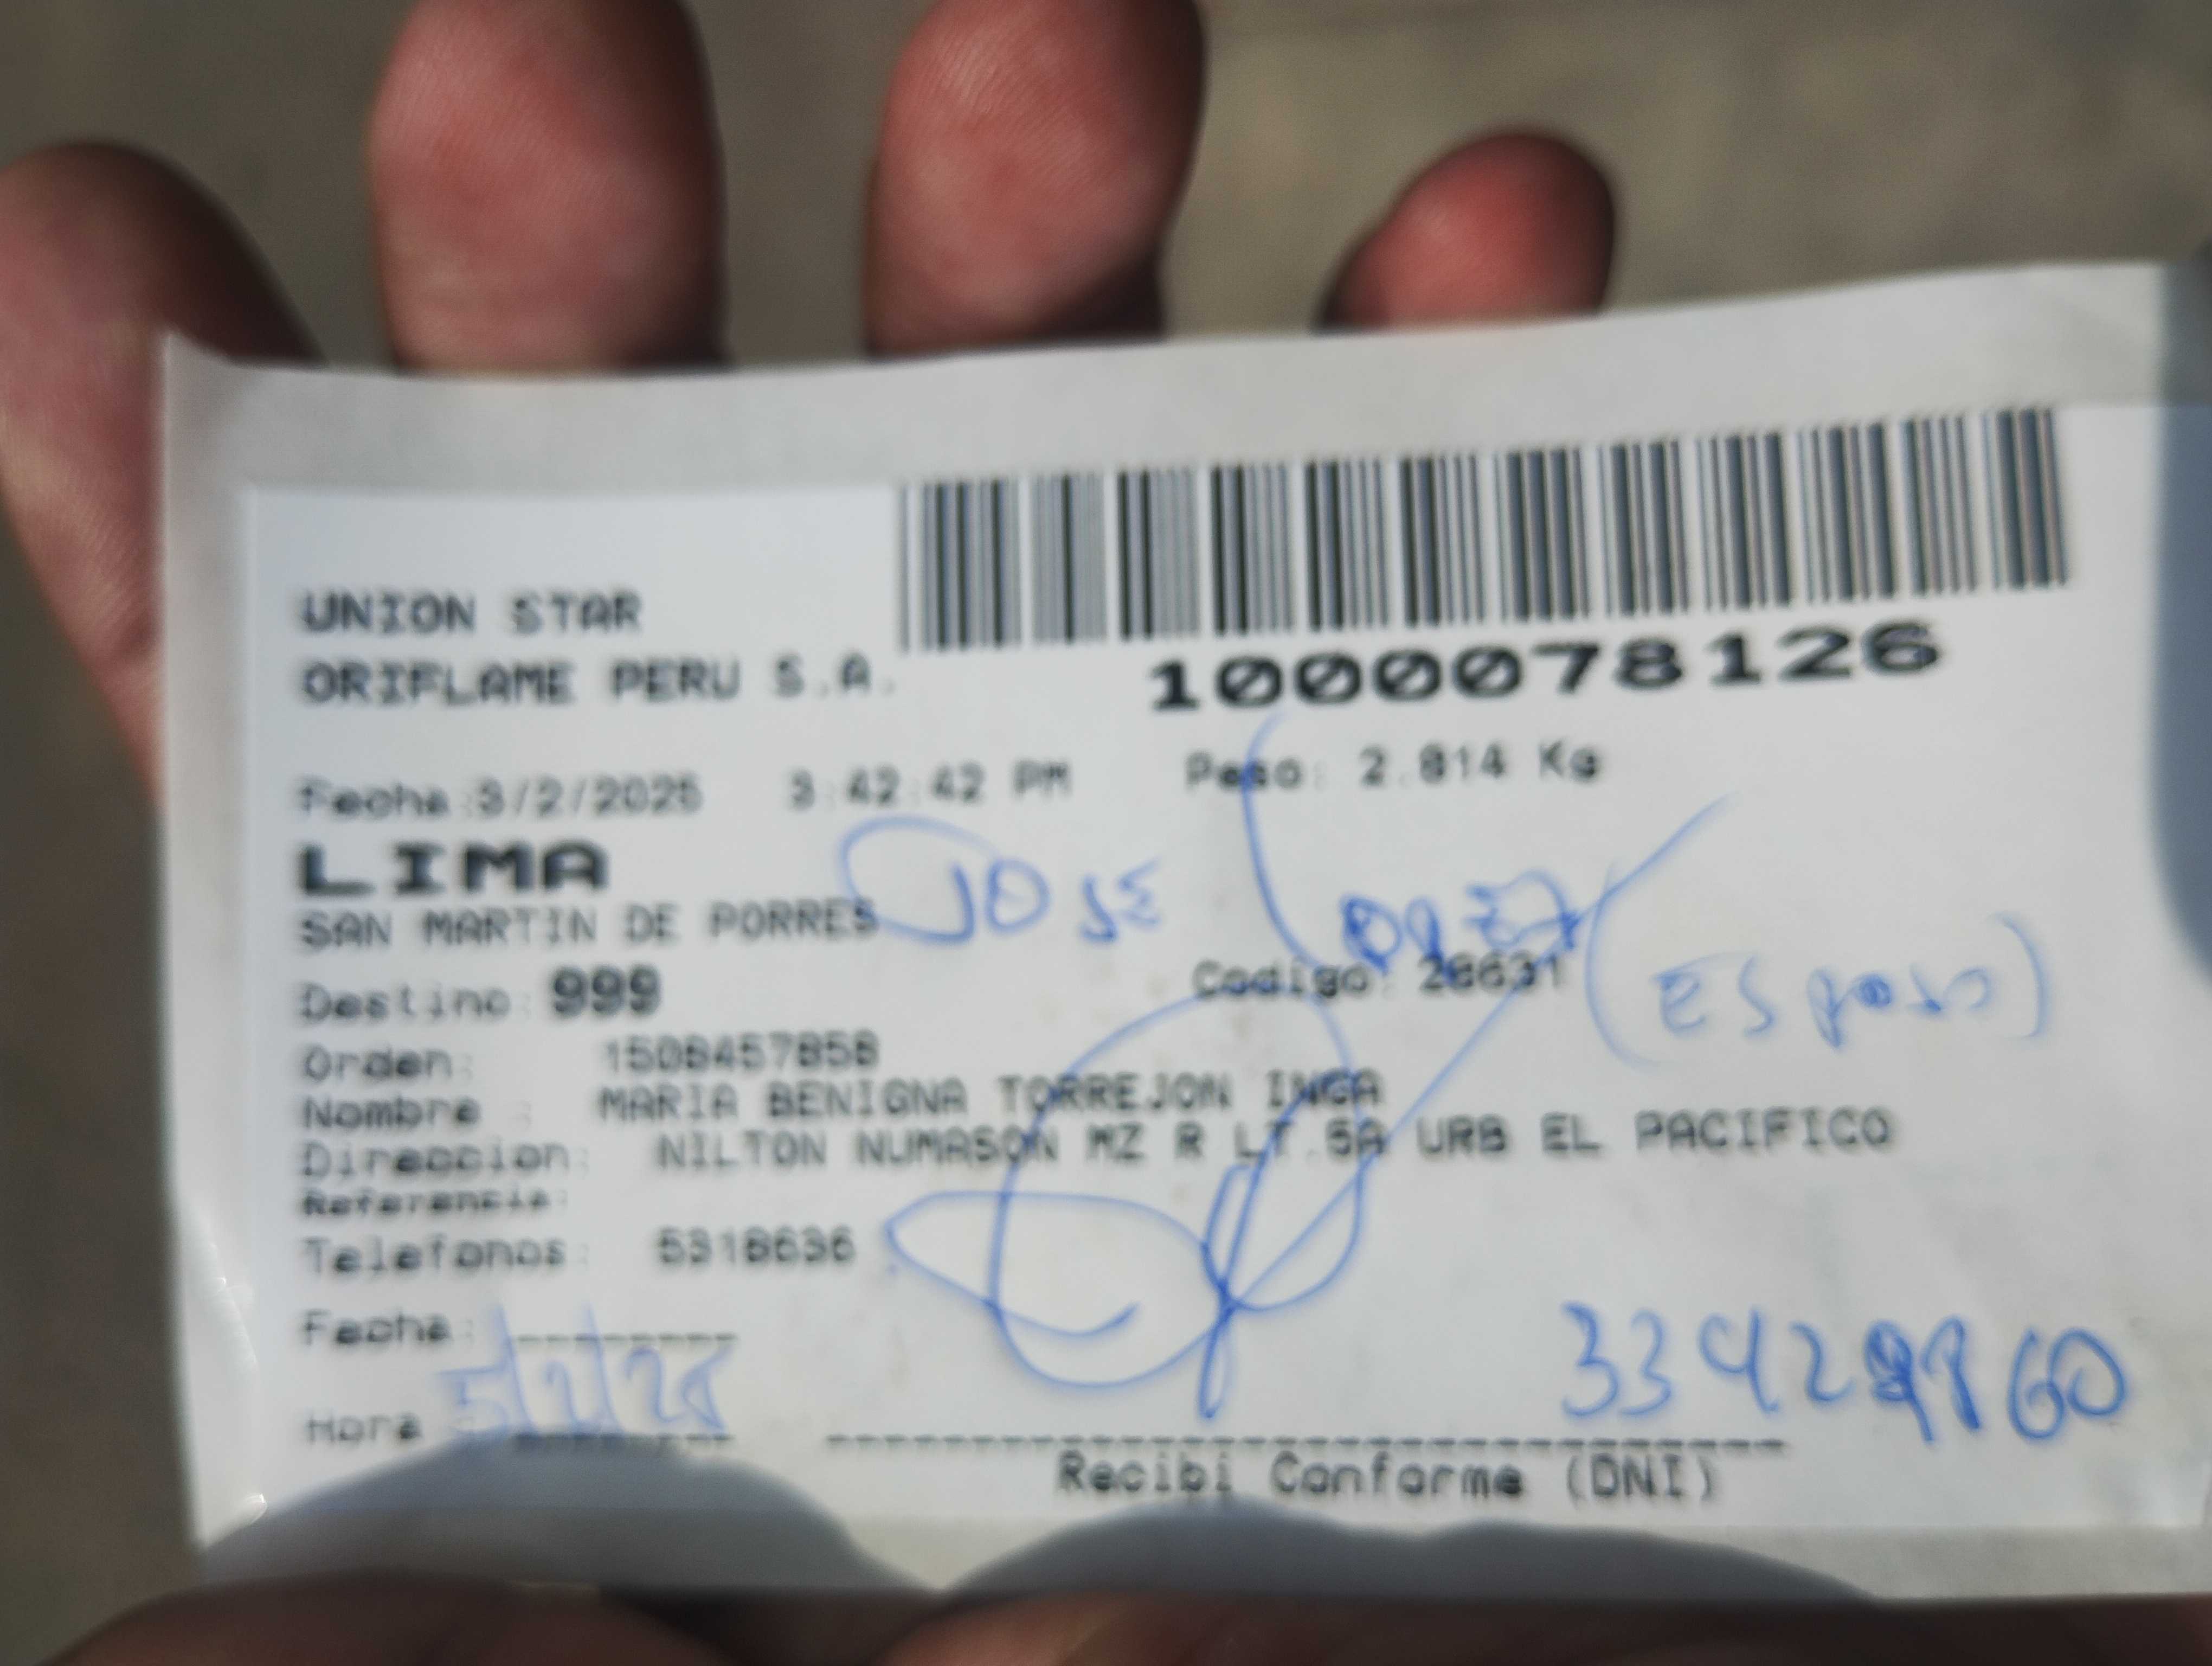 UNION STAR
ORIFLAME PERU S.A.
1000078126
Fecha:3/2/2025 3:42:42 PM Peso: 2.814 Kg
LIMA
JOSE
SAN MARTIN DE PORRES
Destino: 999 Codigo: 28631
(Esposo)
Orden: 1508457858
Nombre : MARIA BENIGNA TORREJON INGA
Direccion: NILTON NUMASON MZ R LT.5A URB EL PACIFICO
Referencia:
Telefonos: 5318636
Fecha:
Hora
Recibi Conforme (DNI)